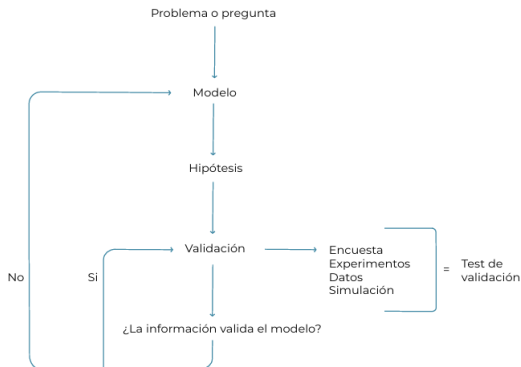 Problema o pregunta
Modelo
Hipótesis
Validación
Encuesta
Experimentos
Datos
Simulación
=
Test de
validación
No
Si
¿La información valida el modelo?